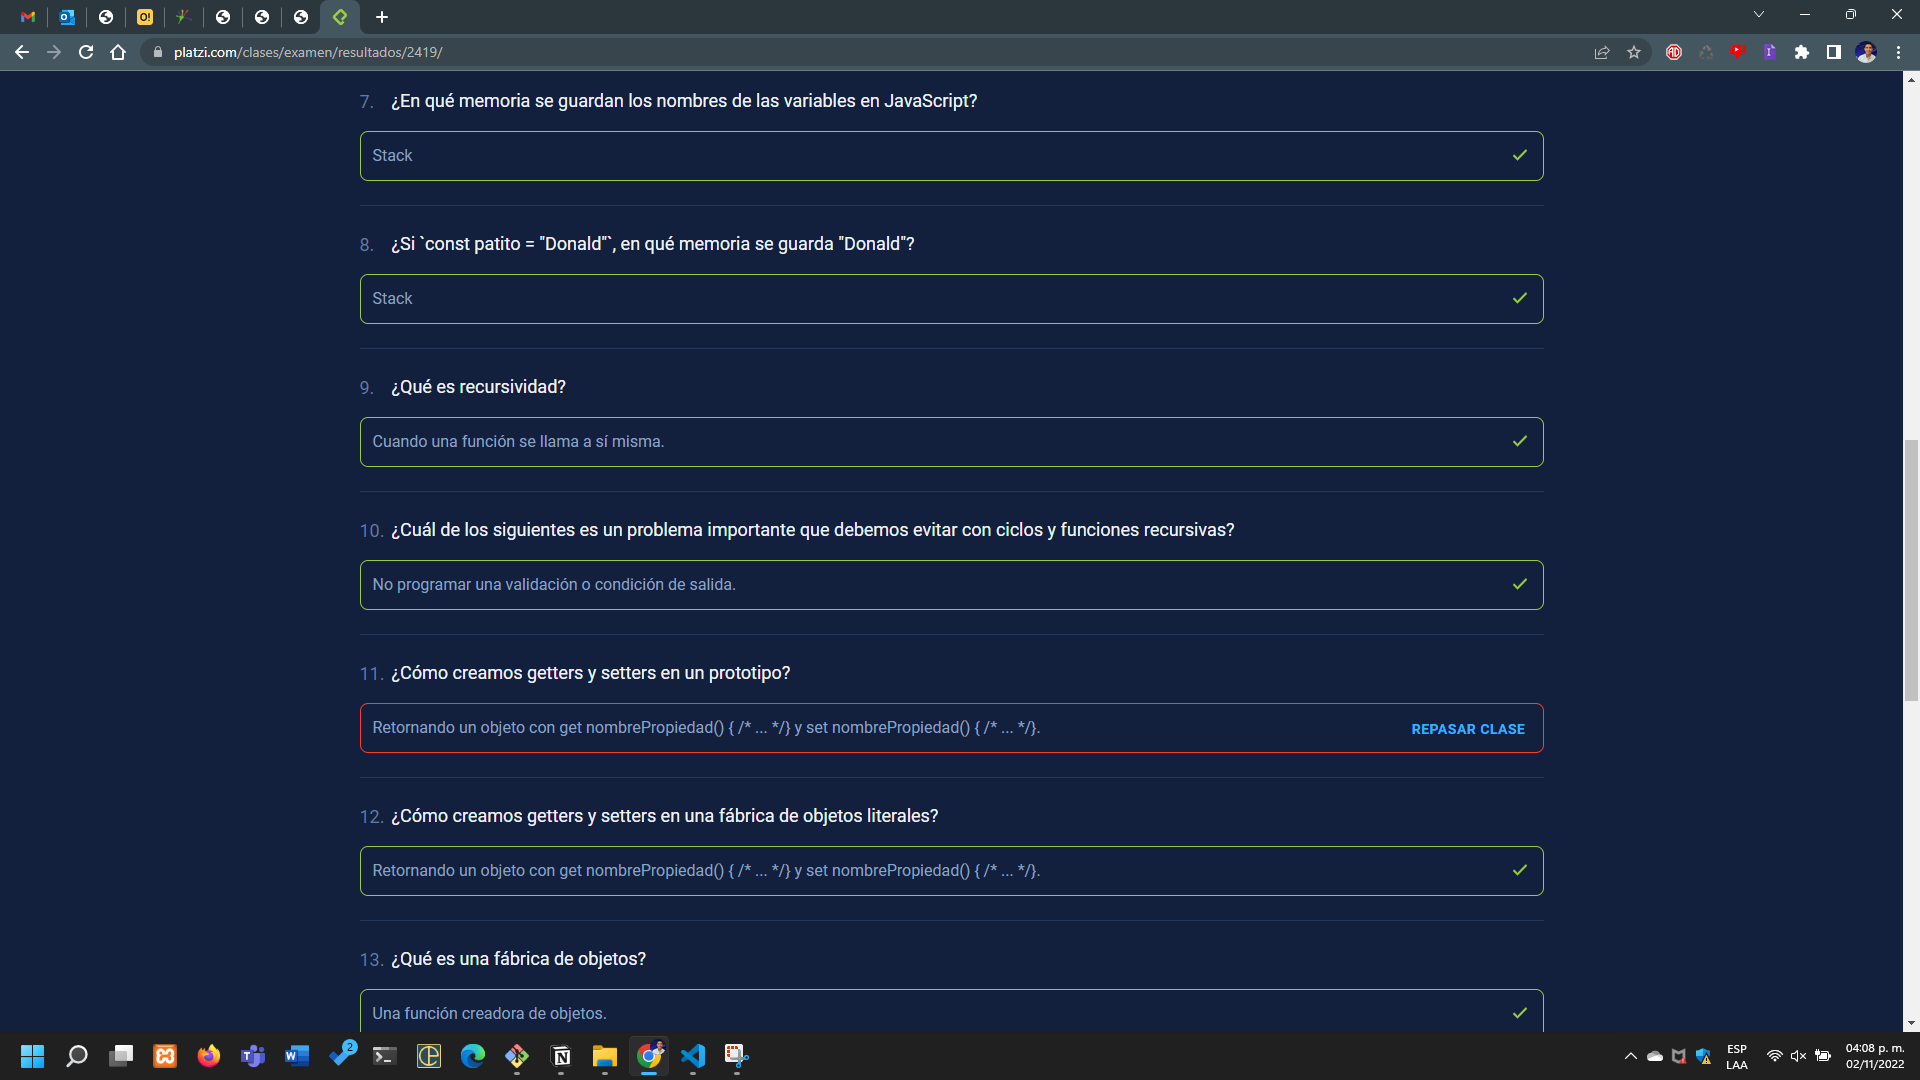 platzi.com/clases/examen/resultados/2419/
7. ¿En qué memoria se guardan los nombres de las variables en JavaScript?
Stack
8. ¿Si `const patito = "Donald"`, en qué memoria se guarda "Donald"?
Stack
9. ¿Qué es recursividad?
Cuando una función se llama a sí misma.
10. ¿Cuál de los siguientes es un problema importante que debemos evitar con ciclos y funciones recursivas?
No programar una validación o condición de salida.
11. ¿Cómo creamos getters y setters en un prototipo?
Retornando un objeto con get nombrePropiedad() { /* ... */} y set nombrePropiedad() { /* ... */}.
REPASAR CLASE
12. ¿Cómo creamos getters y setters en una fábrica de objetos literales?
Retornando un objeto con get nombrePropiedad() { /* ... */} y set nombrePropiedad() { /* ... */}.
13. ¿Qué es una fábrica de objetos?
Una función creadora de objetos.
2
ESP
LAA
04:08 p. m.
02/11/2022